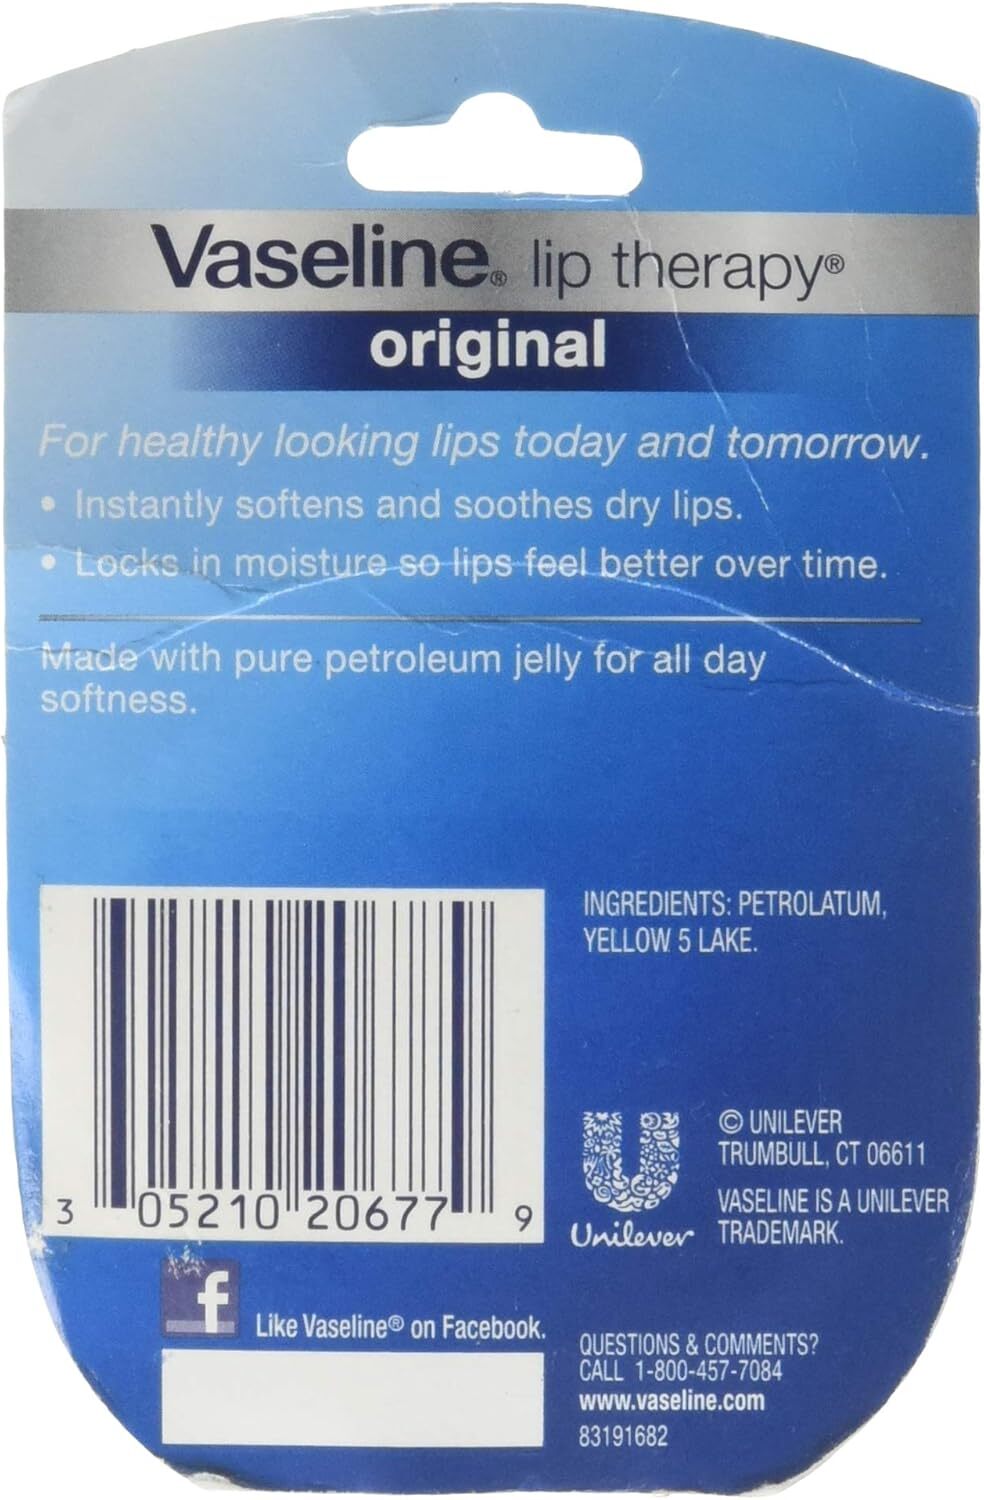 Vaseline® lip therapy®
original
For healthy looking lips today and tomorrow.
• Instantly softens and soothes dry lips.
• Locks in moisture so lips feel better over time.
Made with pure petroleum jelly for all day
softness.
INGREDIENTS: PETROLATUM,
YELLOW 5 LAKE.
3 05210 20677 9
© UNILEVER
TRUMBULL, CT 06611
VASELINE IS A UNILEVER
TRADEMARK.
Unilever
f
Like Vaseline® on Facebook.
QUESTIONS & COMMENTS?
CALL 1-800-457-7084
www.vaseline.com
83191682